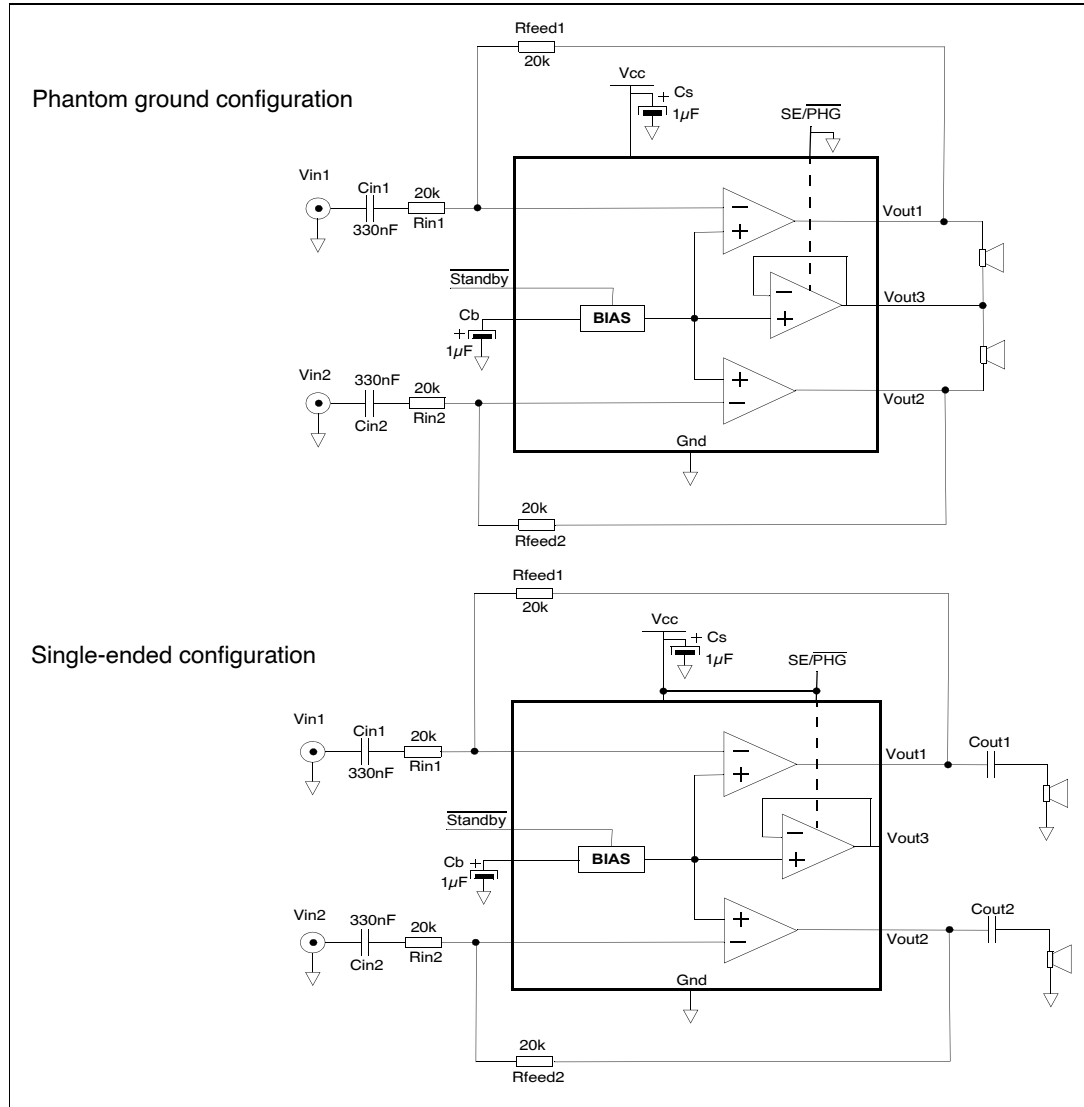 Rfeed1
20k
Vcc
+ Cs
1µF
Phantom ground configuration
SE/PHG
Vin1
Cin1
20k
330nF
Rin1
−
+
Vout1
Standby
−
+
Vout3
Cb
+
1µF
BIAS
Vin2
330nF
20k
Cin2
Rin2
+
−
Vout2
Gnd
20k
Rfeed2
Rfeed1
20k
Vcc
+ Cs
1µF
Single-ended configuration
SE/PHG
Vin1
Cin1
20k
330nF
Rin1
−
+
Vout1
Cout1
Standby
−
+
Vout3
Cb +
1µF
BIAS
Vin2
330nF
20k
Cin2
Rin2
+
−
Vout2
Cout2
Gnd
20k
Rfeed2